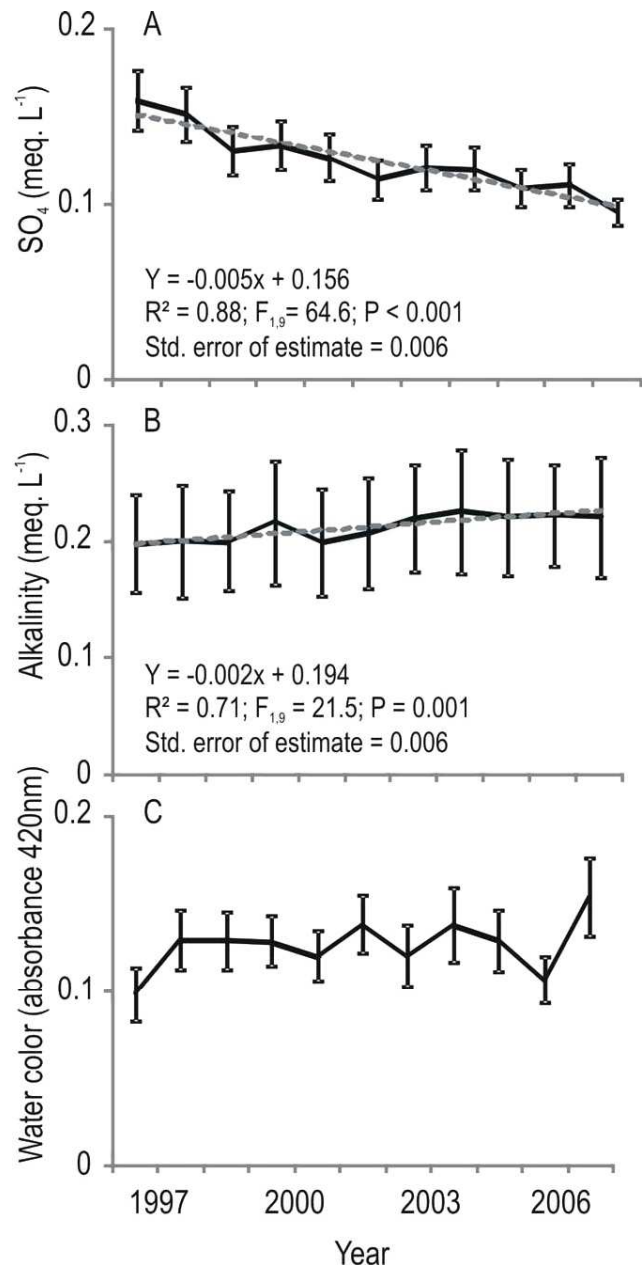 A
0.2
0.1
0
SO₄ (meq. L⁻¹)
Y = -0.005x + 0.156
R² = 0.88; F₁,₉= 64.6; P < 0.001
Std. error of estimate = 0.006
B
0.3
0.2
0.1
0
Alkalinity (meq. L⁻¹)
Y = -0.002x + 0.194
R² = 0.71; F₁,₉ = 21.5; P = 0.001
Std. error of estimate = 0.006
C
0.2
0.1
0
Water color (absorbance 420nm)
1997 2000 2003 2006
Year